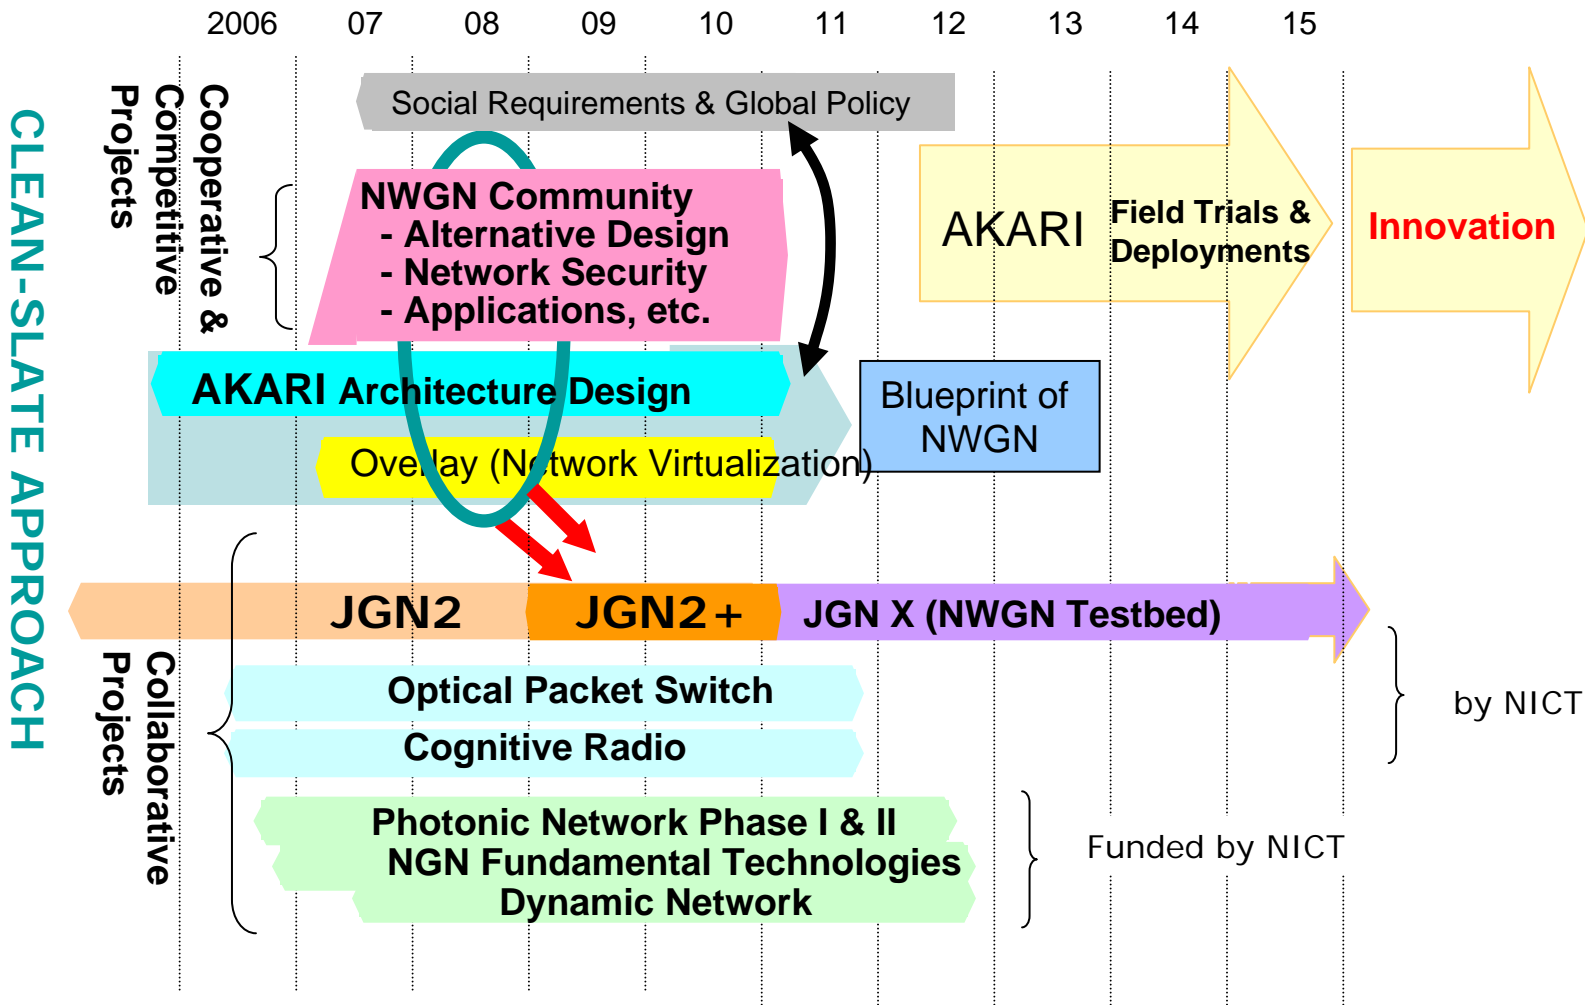 2006 07 08 09 10 11 12 13 14 15
CLEAN-SLATE APPROACH
Cooperative &
Competitive
Projects
Social Requirements & Global Policy
NWGN Community
- Alternative Design
- Network Security
- Applications, etc.
AKARI Field Trials &
Deployments
Innovation
AKARI Architecture Design
Overlay (Network Virtualization)
Blueprint of
NWGN
JGN2
JGN2+
JGN X (NWGN Testbed)
Collaborative
Projects
Optical Packet Switch
Cognitive Radio
by NICT
Photonic Network Phase I & II
NGN Fundamental Technologies
Dynamic Network
Funded by NICT